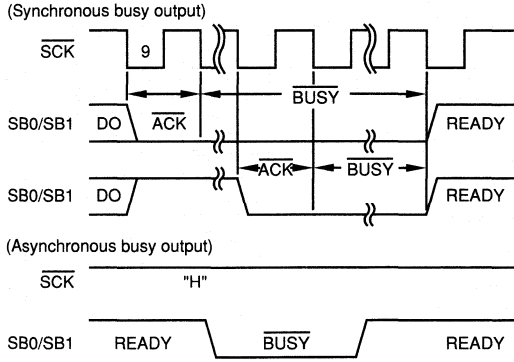 (Synchronous busy output)
SCK 9
BUSY
SB0/SB1 DO ACK READY
ACK BUSY
SB0/SB1 DO READY
(Asynchronous busy output)
SCK "H"
SB0/SB1 READY BUSY READY